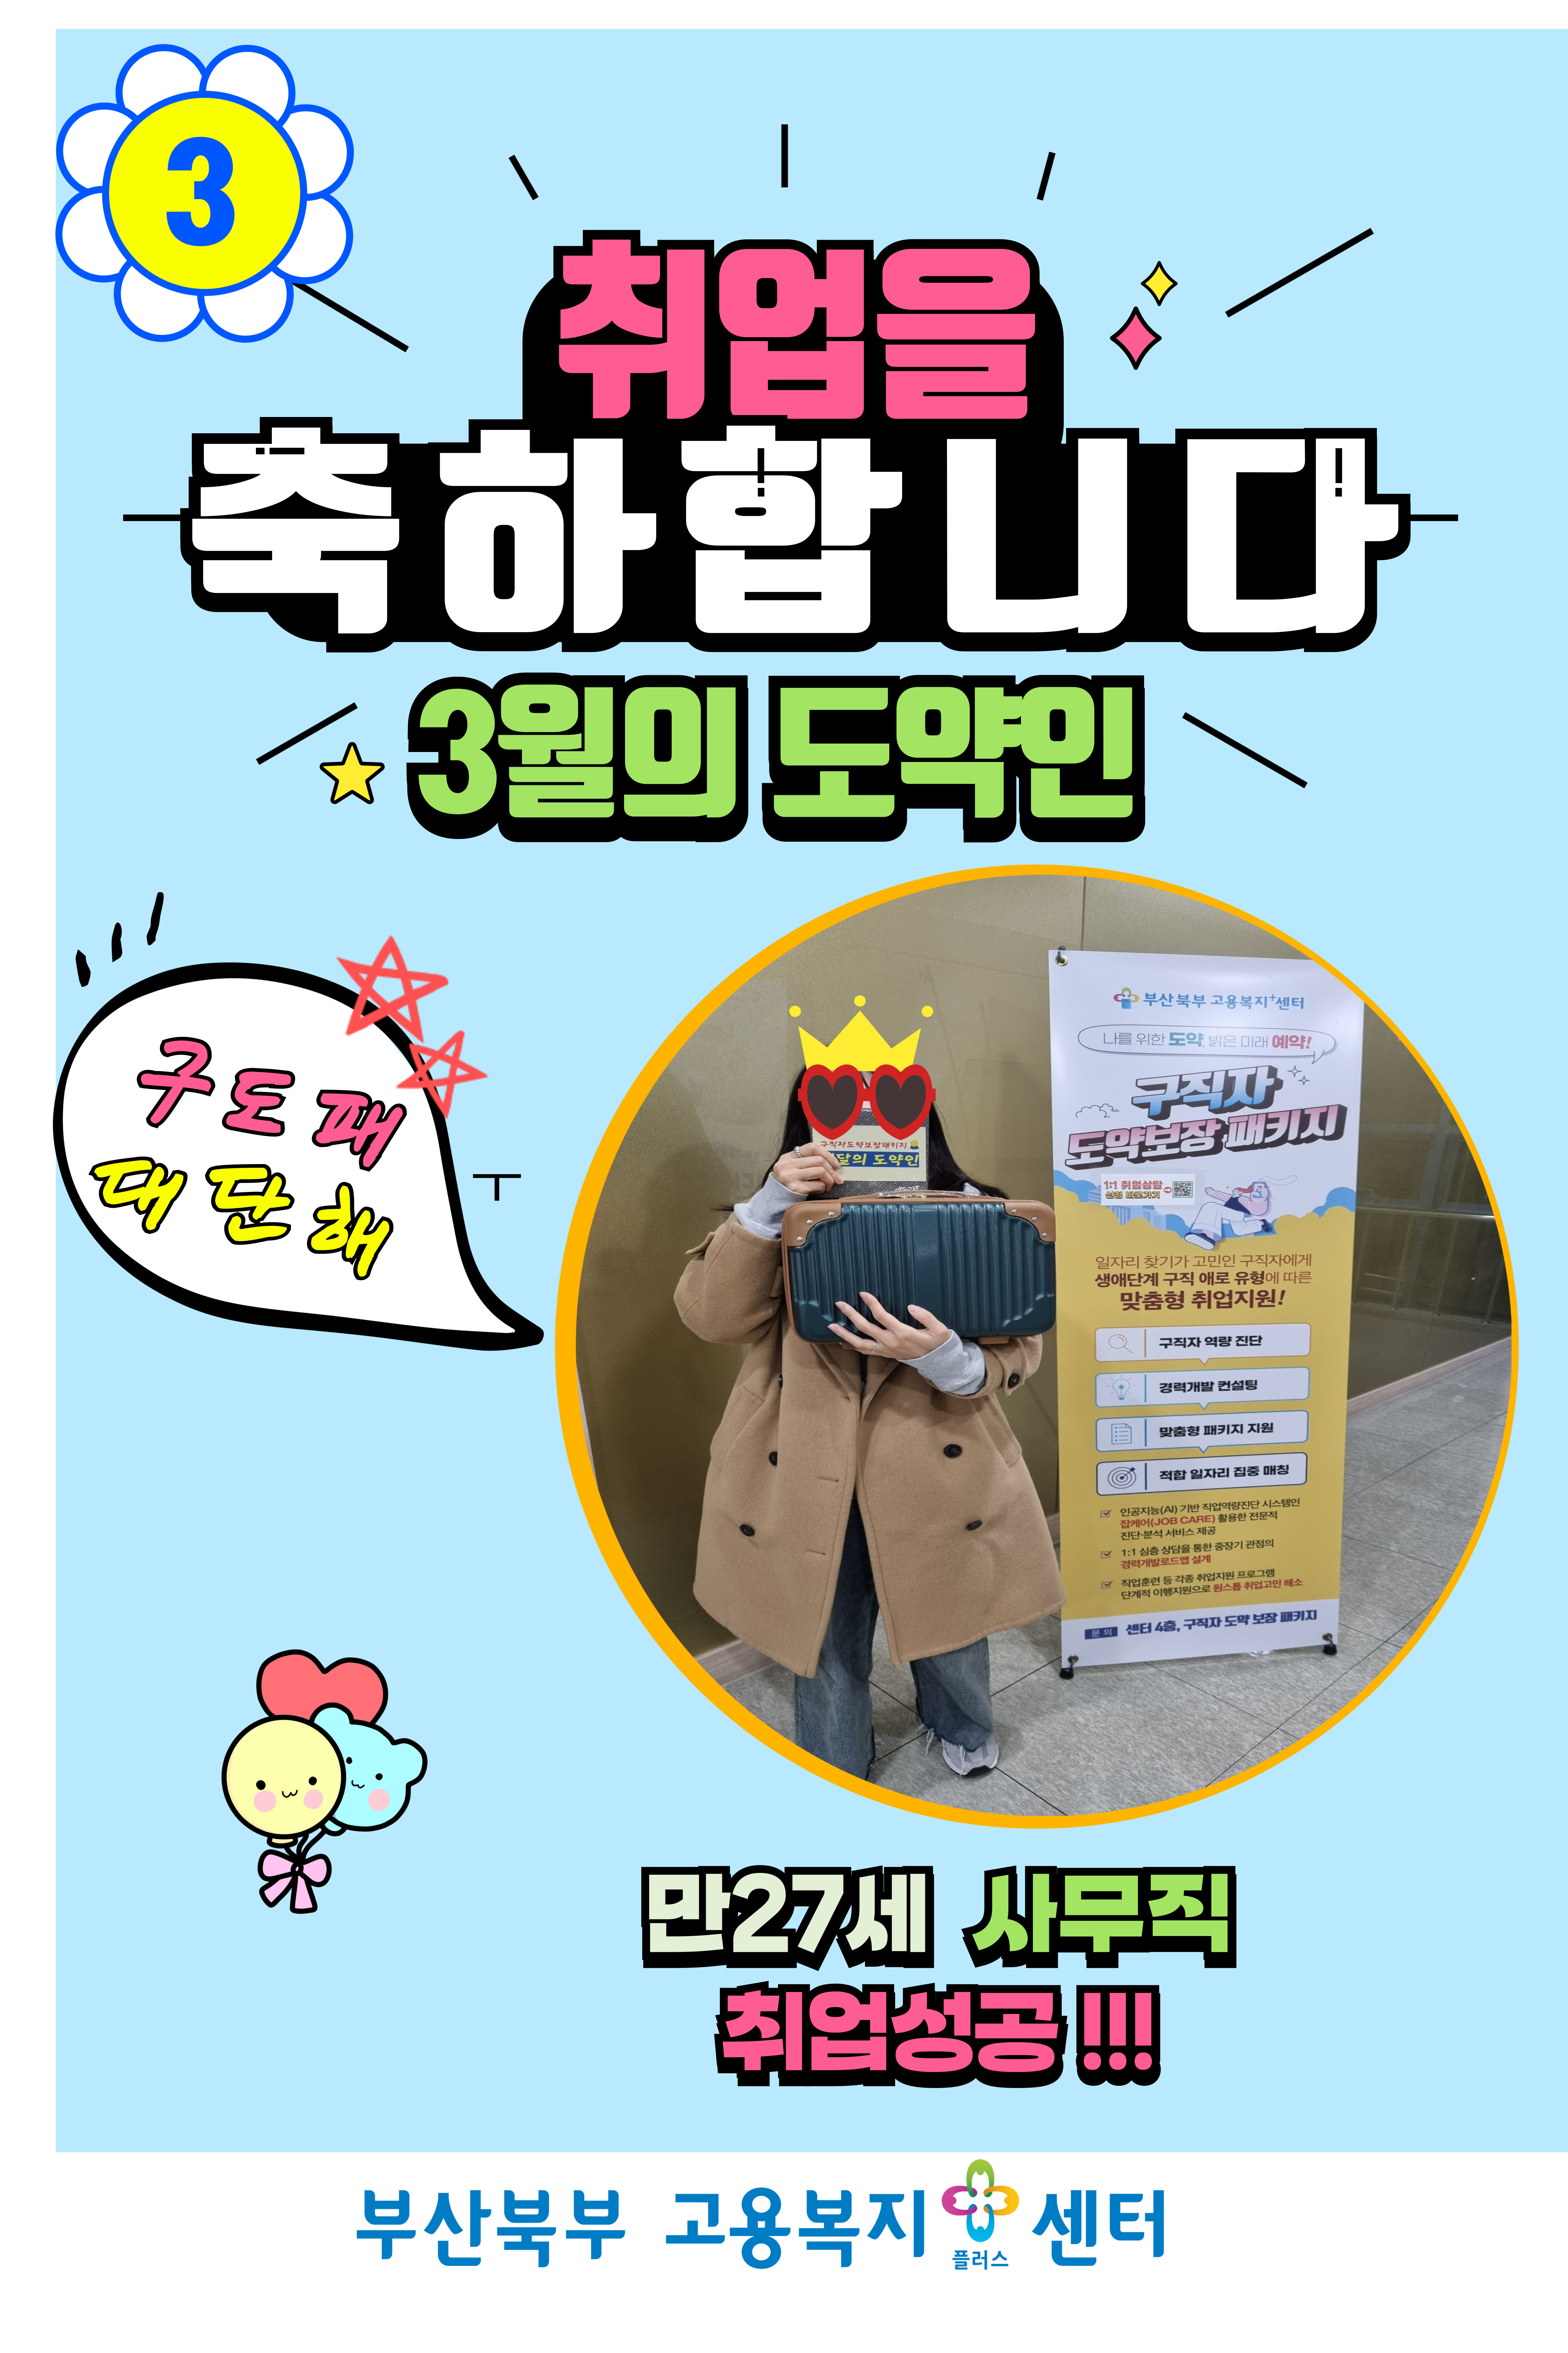 3
취업을
축하합니다
3월의 도약인
구도패
대단해
ㅜ
구직자도약보장패키지
달의 도약인
부산북부 고용복지+센터
나를 위한 도약, 밝은 미래 예약!
구직자
도약보장 패키지
1:1 취업상담
신청 바로가기
일자리 찾기가 고민인 구직자에게
생애단계 구직 애로 유형에 따른
맞춤형 취업지원!
구직자 역량 진단
경력개발 컨설팅
맞춤형 패키지 지원
적합 일자리 집중 매칭
인공지능(AI) 기반 직업역량진단 시스템인
잡케어(JOB CARE) 활용한 전문적
진단·분석 서비스 제공
1:1 심층 상담을 통한 중장기 관점의
경력개발로드맵 설계
직업훈련 등 각종 취업지원 프로그램
단계적 이행지원으로 원스톱 취업고민 해소
문의 센터 4층, 구직자 도약 보장 패키지
만27세 사무직
취업성공 !!!
부산북부 고용복지 센터
플러스